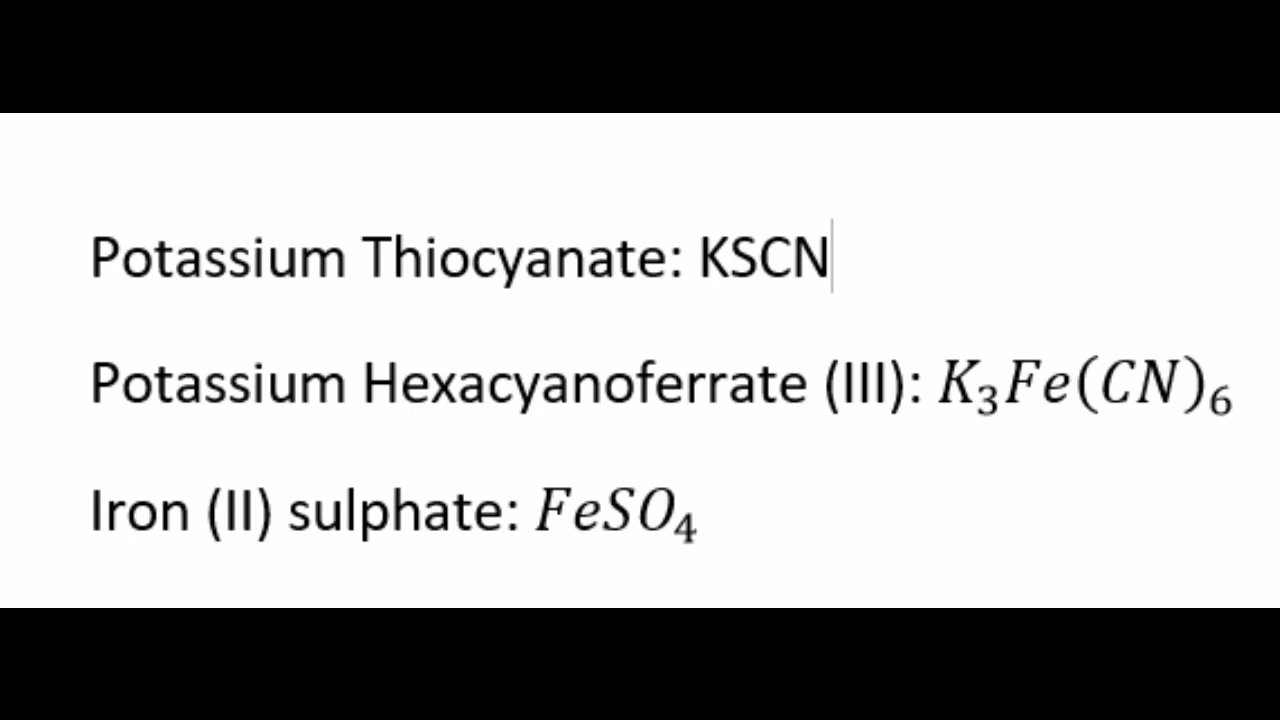 Potassium Thiocyanate: KSCN
Potassium Hexacyanoferrate (III): K₃Fe(CN)₆
Iron (II) sulphate: FeSO₄